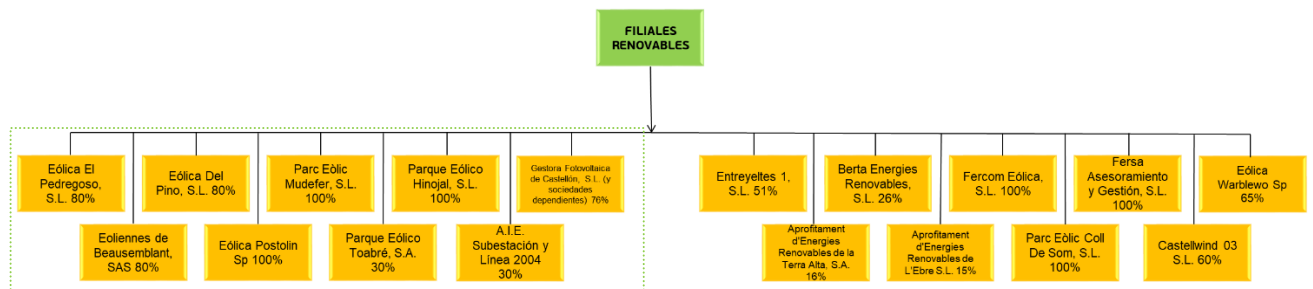 FILIALES
RENOVABLES
Eólica El
Pedregoso,
S.L. 80%
Eólica Del
Pino, S.L. 80%
Parc Eòlic
Mudefer, S.L.
100%
Parque Eólico
Hinojal, S.L.
100%
Gestora Fotovoltaica
de Castellón, S.L. (y
sociedades
dependientes) 76%
Entreyeltes 1,
S.L. 51%
Berta Energies
Renovables,
S.L. 26%
Fercom Eólica,
S.L. 100%
Fersa
Asesoramiento
y Gestión, S.L.
100%
Eólica
Warblewo Sp
65%
Eoliennes de
Beausemblant,
SAS 80%
Eólica Postolin
Sp 100%
Parque Eólico
Toabré, S.A.
30%
A.I.E.
Subestación y
Línea 2004
30%
Aprofitament
d'Energies
Renovables de la
Terra Alta, S.A.
16%
Aprofitament
d'Energies
Renovables de
L'Ebre S.L. 15%
Parc Eòlic Coll
De Som, S.L.
100%
Castellwind 03
S.L. 60%